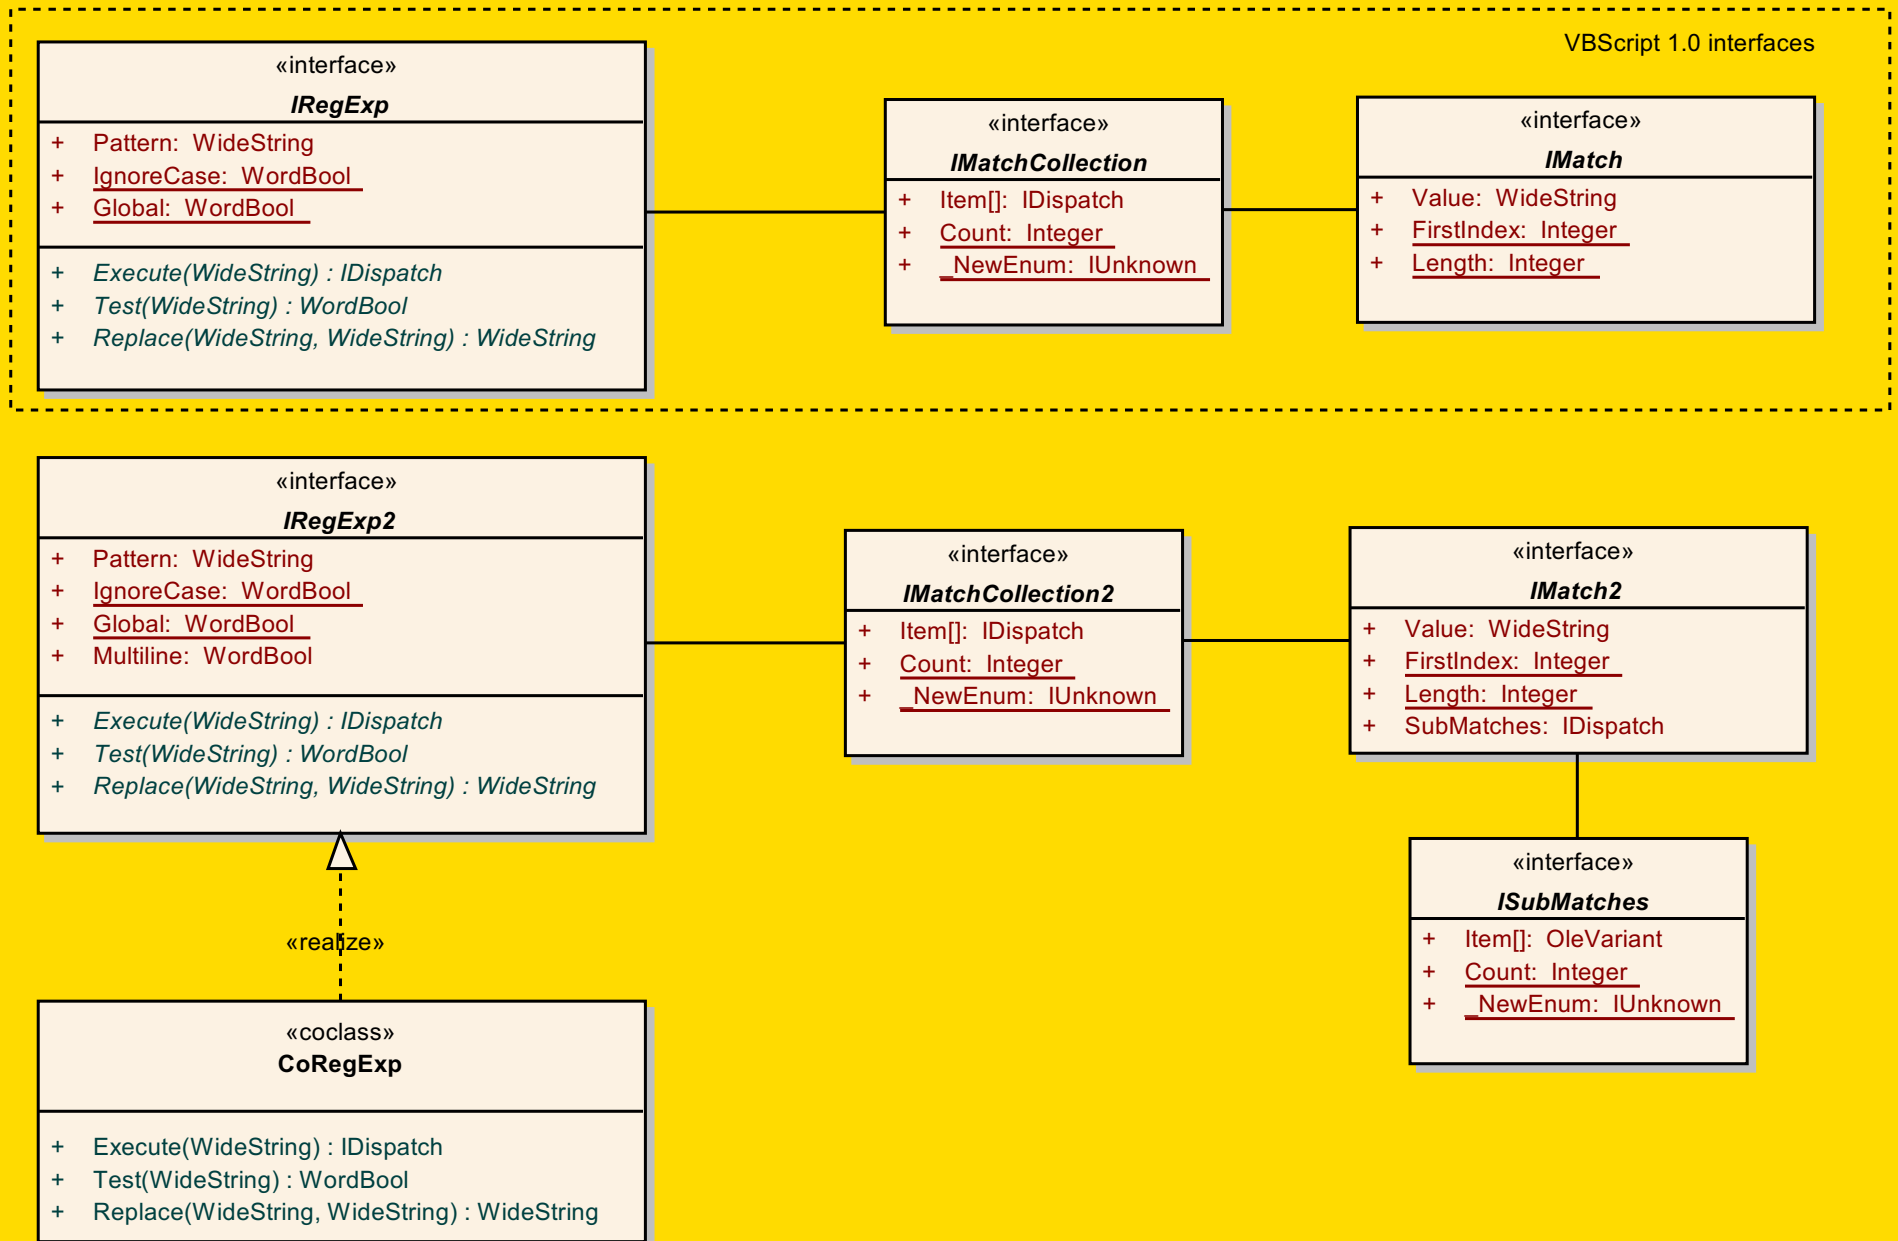 VBScript 1.0 interfaces
«interface»
IRegExp
+ Pattern: WideString
+ IgnoreCase: WordBool
+ Global: WordBool
+ Execute(WideString) : IDispatch
+ Test(WideString) : WordBool
+ Replace(WideString, WideString) : WideString
«interface»
IMatchCollection
+ Item[]: IDispatch
+ Count: Integer
+ _NewEnum: IUnknown
«interface»
IMatch
+ Value: WideString
+ FirstIndex: Integer
+ Length: Integer
«interface»
IRegExp2
+ Pattern: WideString
+ IgnoreCase: WordBool
+ Global: WordBool
+ Multiline: WordBool
+ Execute(WideString) : IDispatch
+ Test(WideString) : WordBool
+ Replace(WideString, WideString) : WideString
«interface»
IMatchCollection2
+ Item[]: IDispatch
+ Count: Integer
+ _NewEnum: IUnknown
«interface»
IMatch2
+ Value: WideString
+ FirstIndex: Integer
+ Length: Integer
+ SubMatches: IDispatch
«interface»
ISubMatches
+ Item[]: OleVariant
+ Count: Integer
+ _NewEnum: IUnknown
«realize»
«coclass»
CoRegExp
+ Execute(WideString) : IDispatch
+ Test(WideString) : WordBool
+ Replace(WideString, WideString) : WideString